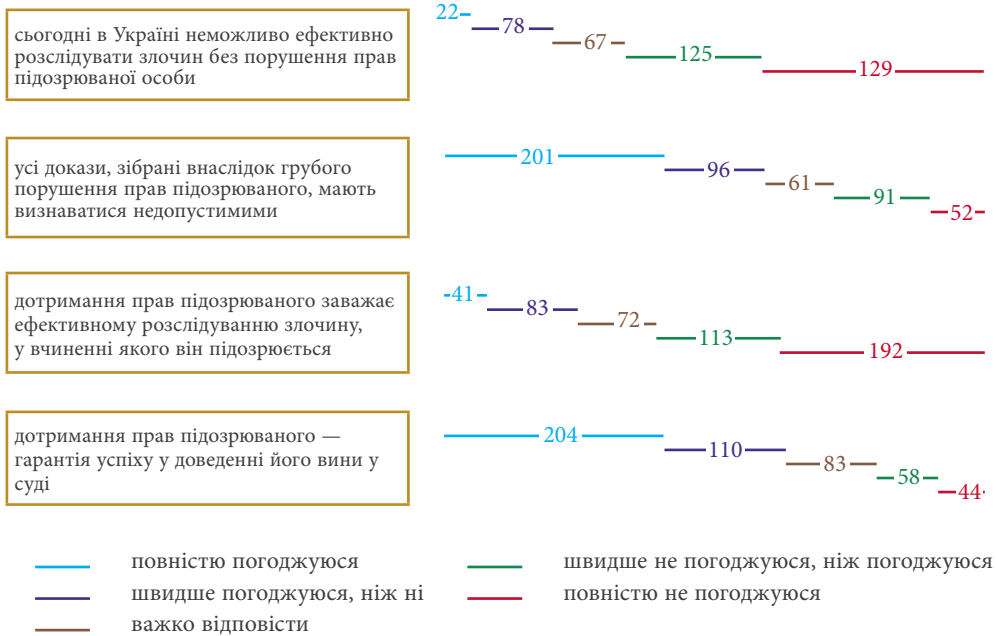 сьогодні в Україні неможливо ефективно
розслідувати злочин без порушення прав
підозрюваної особи
22
78
67
125
129
усі докази, зібрані внаслідок грубого
порушення прав підозрюваного, мають
визнаватися недопустимими
201
96
61
91
52
дотримання прав підозрюваного заважає
ефективному розслідуванню злочину,
у вчиненні якого він підозрюється
41
83
72
113
192
дотримання прав підозрюваного —
гарантія успіху у доведенні його вини у
суді
204
110
83
58
44
повністю погоджуюся
швидше погоджуюся, ніж ні
важко відповісти
швидше не погоджуюся, ніж погоджуюся
повністю не погоджуюся